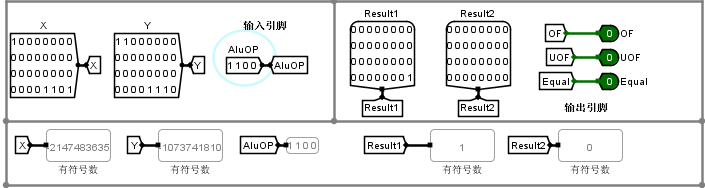 X
10000000
00000000
00000000
00001101
X
Y
11000000
00000000
00000000
00001110
Y
输入引脚
AluOP
1100
AluOP
Result1
00000000
00000000
00000000
00000001
Result1
Result2
00000000
00000000
00000000
00000000
Result2
OF 0 OF
UOF 0 UOF
Equal 0 Equal
输出引脚
X 2147483635
有符号数
Y 1073741810
有符号数
AluOP 1100
Result1 1
有符号数
Result2 0
有符号数